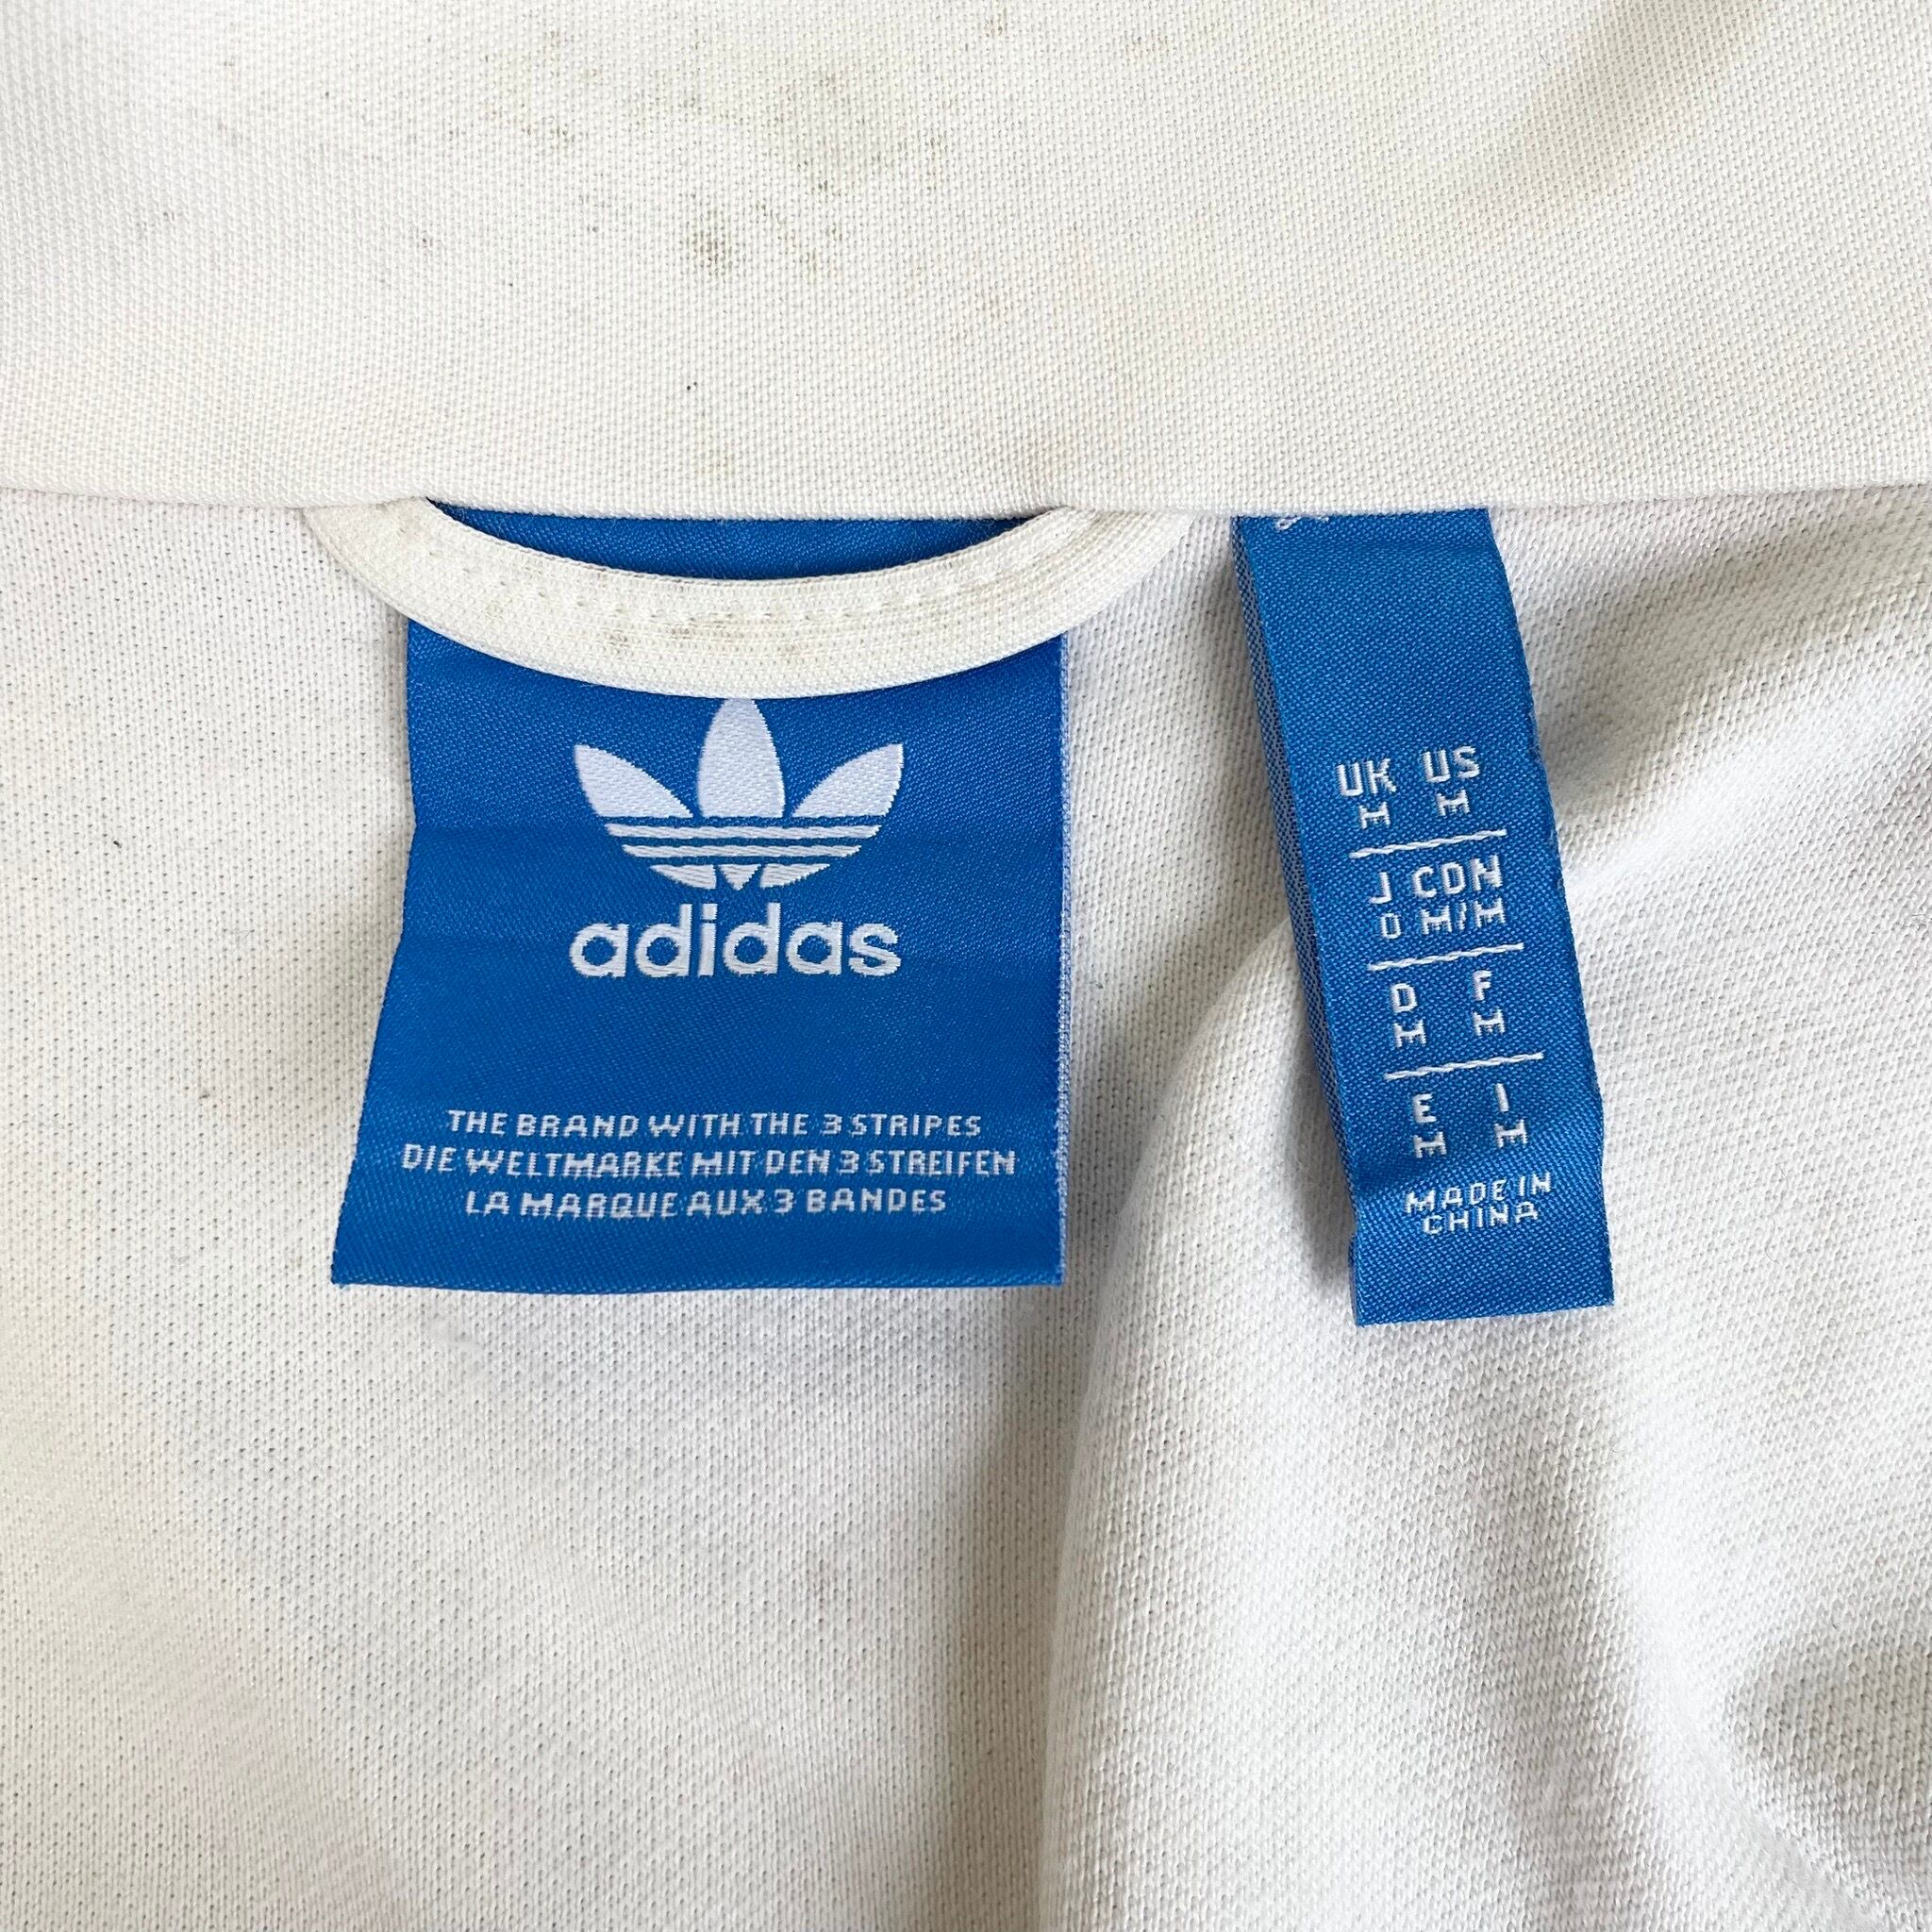 adidas
THE BRAND WITH THE 3 STRIPES
DIE WELTMARKE MIT DEN 3 STREIFEN
LA MARQUE AUX 3 BANDES
UK US
M M
J CDN
O M/M
D F
M M
E I
M M
MADE IN
CHINA